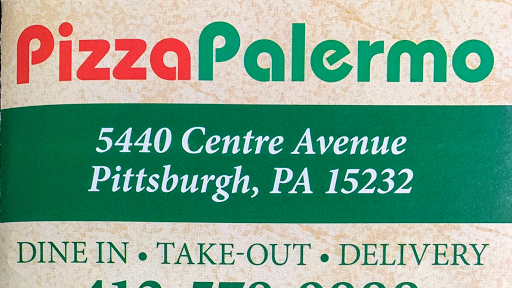 PizzaPalermo
5440 Centre Avenue
Pittsburgh, PA 15232
DINE IN • TAKE-OUT • DELIVERY